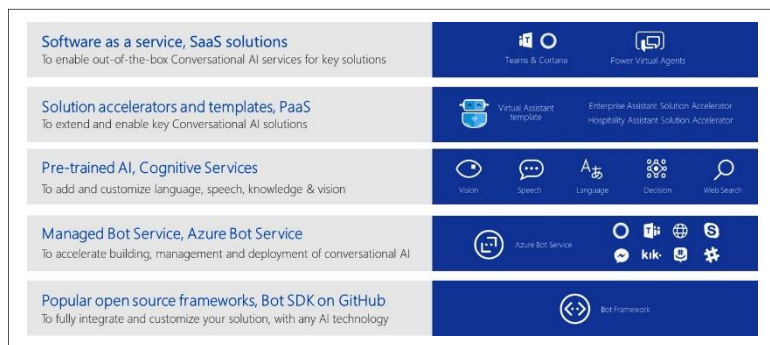 Software as a service, SaaS solutions
To enable out-of-the-box Conversational AI services for key solutions
Teams & Cortana
Power Virtual Agents
Solution accelerators and templates, PaaS
To extend and enable key Conversational AI solutions
Virtual Assistant
template
Enterprise Assistant Solution Accelerator
Hospitality Assistant Solution Accelerator
Pre-trained AI, Cognitive Services
To add and customize language, speech, knowledge & vision
Vision
Speech
Language
Decision
Web Search
Managed Bot Service, Azure Bot Service
To accelerate building, management and deployment of conversational AI
Azure Bot Service
kik·
Popular open source frameworks, Bot SDK on GitHub
To fully integrate and customize your solution, with any AI technology
Bot Framework